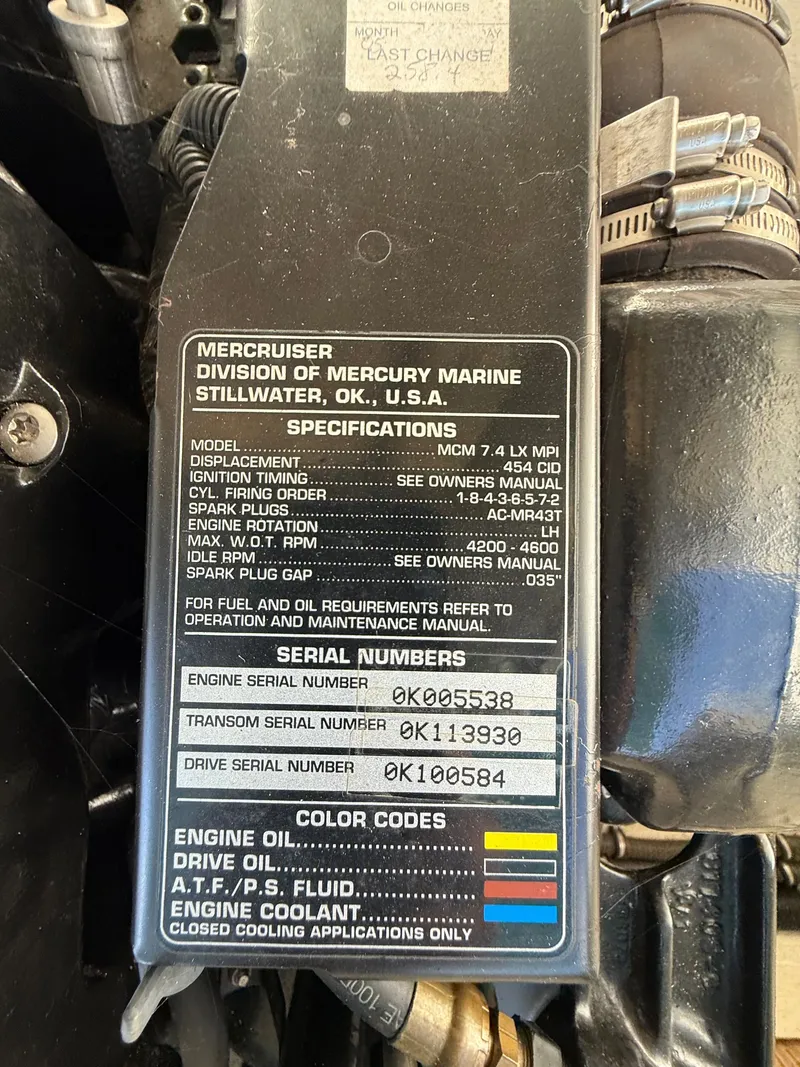 OIL CHANGES
MONTH
LAST CHANGE
258.4
USA
USA
MERCRUISER
DIVISION OF MERCURY MARINE
STILLWATER, OK., U.S.A.
SPECIFICATIONS
MODEL....................................MCM 7.4 LX MPI
DISPLACEMENT....................................454 CID
IGNITION TIMING.....................SEE OWNERS MANUAL
CYL. FIRING ORDER........................1-8-4-3-6-5-7-2
SPARK PLUGS....................................AC-MR43T
ENGINE ROTATION....................................LH
MAX. W.O.T. RPM...........................4200 - 4600
IDLE RPM.........................SEE OWNERS MANUAL
SPARK PLUG GAP....................................035"
FOR FUEL AND OIL REQUIREMENTS REFER TO
OPERATION AND MAINTENANCE MANUAL.
SERIAL NUMBERS
ENGINE SERIAL NUMBER 0K005538
TRANSOM SERIAL NUMBER 0K113930
DRIVE SERIAL NUMBER 0K100584
COLOR CODES
ENGINE OIL........................
DRIVE OIL...........................
A.T.F./P.S. FLUID................
ENGINE COOLANT...............
CLOSED COOLING APPLICATIONS ONLY